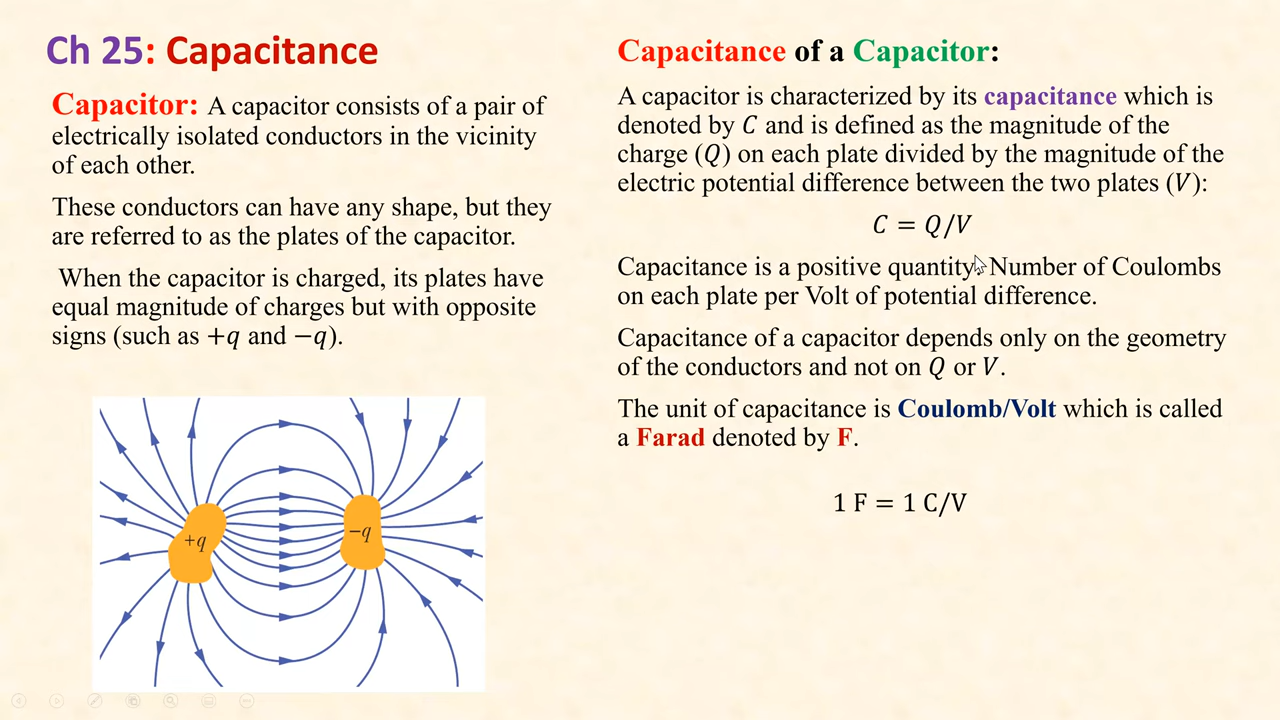 Ch 25: Capacitance
Capacitor: A capacitor consists of a pair of
electrically isolated conductors in the vicinity
of each other.
These conductors can have any shape, but they
are referred to as the plates of the capacitor.
When the capacitor is charged, its plates have
equal magnitude of charges but with opposite
signs (such as +q and −q).
+q
−q
Capacitance of a Capacitor:
A capacitor is characterized by its capacitance which is
denoted by C and is defined as the magnitude of the
charge (Q) on each plate divided by the magnitude of the
electric potential difference between the two plates (V):
C = Q/V
Capacitance is a positive quantity. Number of Coulombs
on each plate per Volt of potential difference.
Capacitance of a capacitor depends only on the geometry
of the conductors and not on Q or V.
The unit of capacitance is Coulomb/Volt which is called
a Farad denoted by F.
1 F = 1 C/V